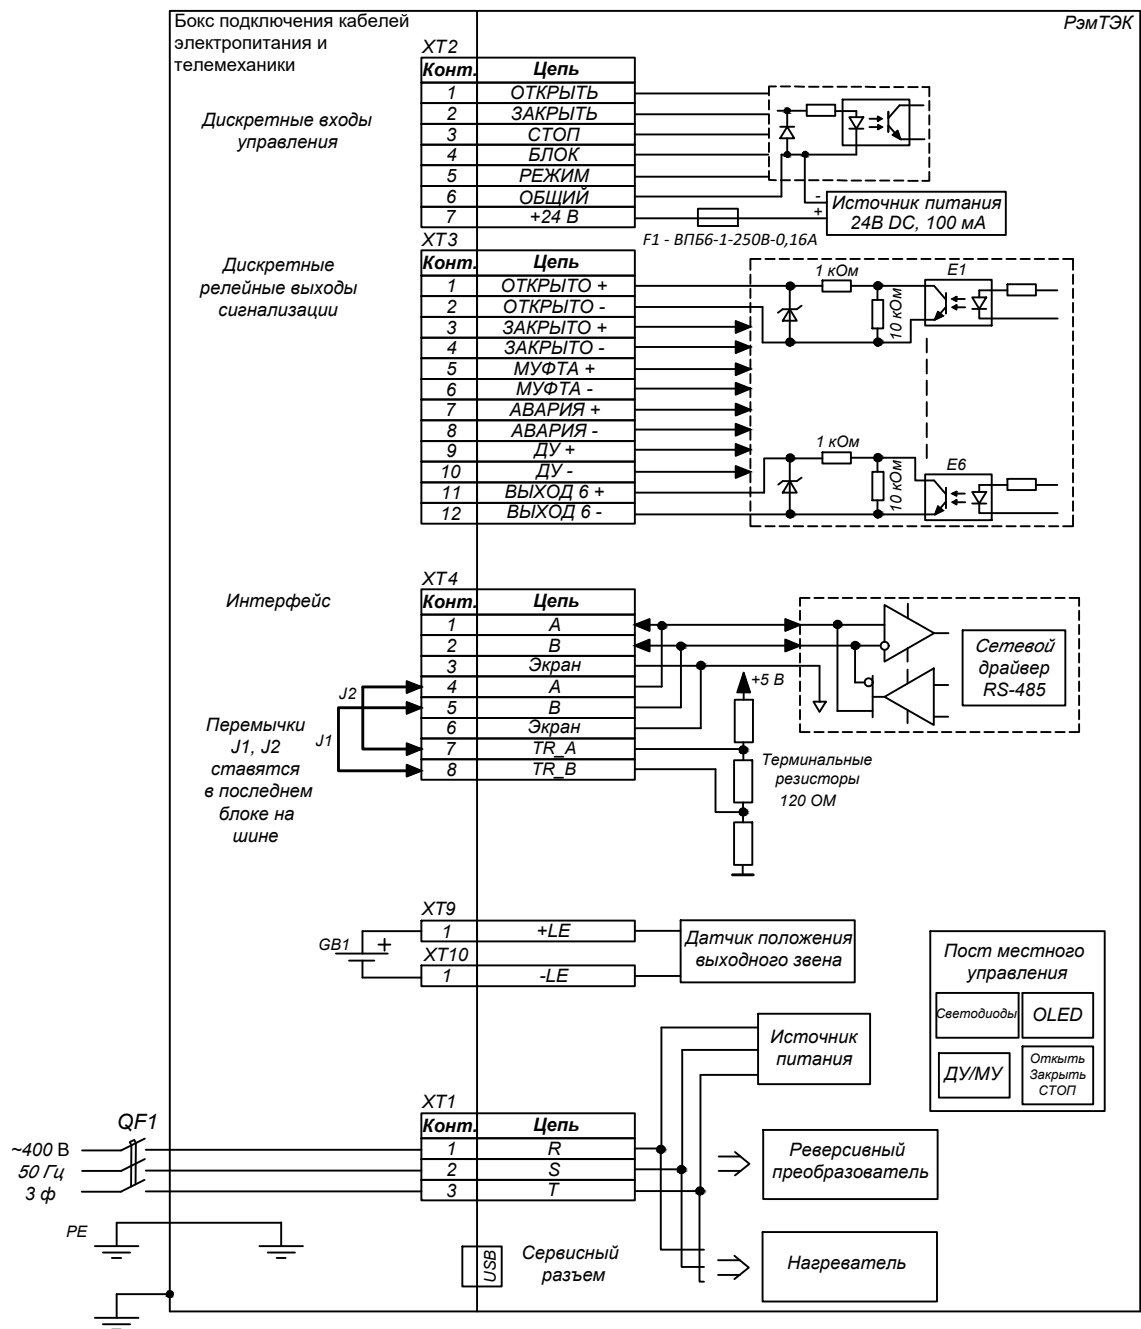 Бокс подключения кабелей
электропитания и
телемеханики
РэмТЭК
XT2
Конт. Цепь
Дискретные входы
управления
1 ОТКРЫТЬ
2 ЗАКРЫТЬ
3 СТОП
4 БЛОК
5 РЕЖИМ
6 ОБЩИЙ
7 +24 В
-
+
Источник питания
24В DC, 100 мА
F1 - ВПБ6-1-250В-0,16А
XT3
Конт. Цепь
Дискретные
релейные выходы
сигнализации
1 ОТКРЫТО +
2 ОТКРЫТО -
3 ЗАКРЫТО +
4 ЗАКРЫТО -
5 МУФТА +
6 МУФТА -
7 АВАРИЯ +
8 АВАРИЯ -
9 ДУ +
10 ДУ -
11 ВЫХОД 6 +
12 ВЫХОД 6 -
1 кОм
E1
10 кОм
1 кОм
E6
10 кОм
XT4
Конт. Цепь
Интерфейс
1 A
2 B
3 Экран
4 A
5 B
6 Экран
7 TR_A
8 TR_B
J2
J1
Перемычки
J1, J2
ставятся
в последнем
блоке на
шине
+5 В
Терминальные
резисторы
120 ОМ
Сетевой
драйвер
RS-485
XT9
1 +LE
XT10
1 -LE
GB1
+
Датчик положения
выходного звена
Пост местного
управления
Светодиоды
OLED
ДУ/МУ
Откыть
Закрыть
СТОП
Источник
питания
XT1
Конт. Цепь
1 R
2 S
3 T
QF1
~400 В
50 Гц
3 ф
PE
Реверсивный
преобразователь
Нагреватель
USB
Сервисный
разъем